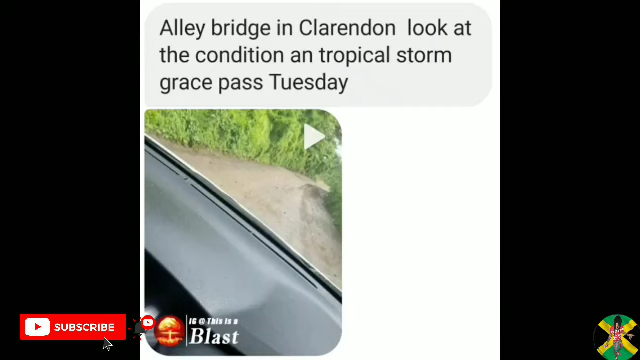 Alley bridge in Clarendon look at
the condition an tropical storm
grace pass Tuesday
IG @ This is a
Blast
SUBSCRIBE